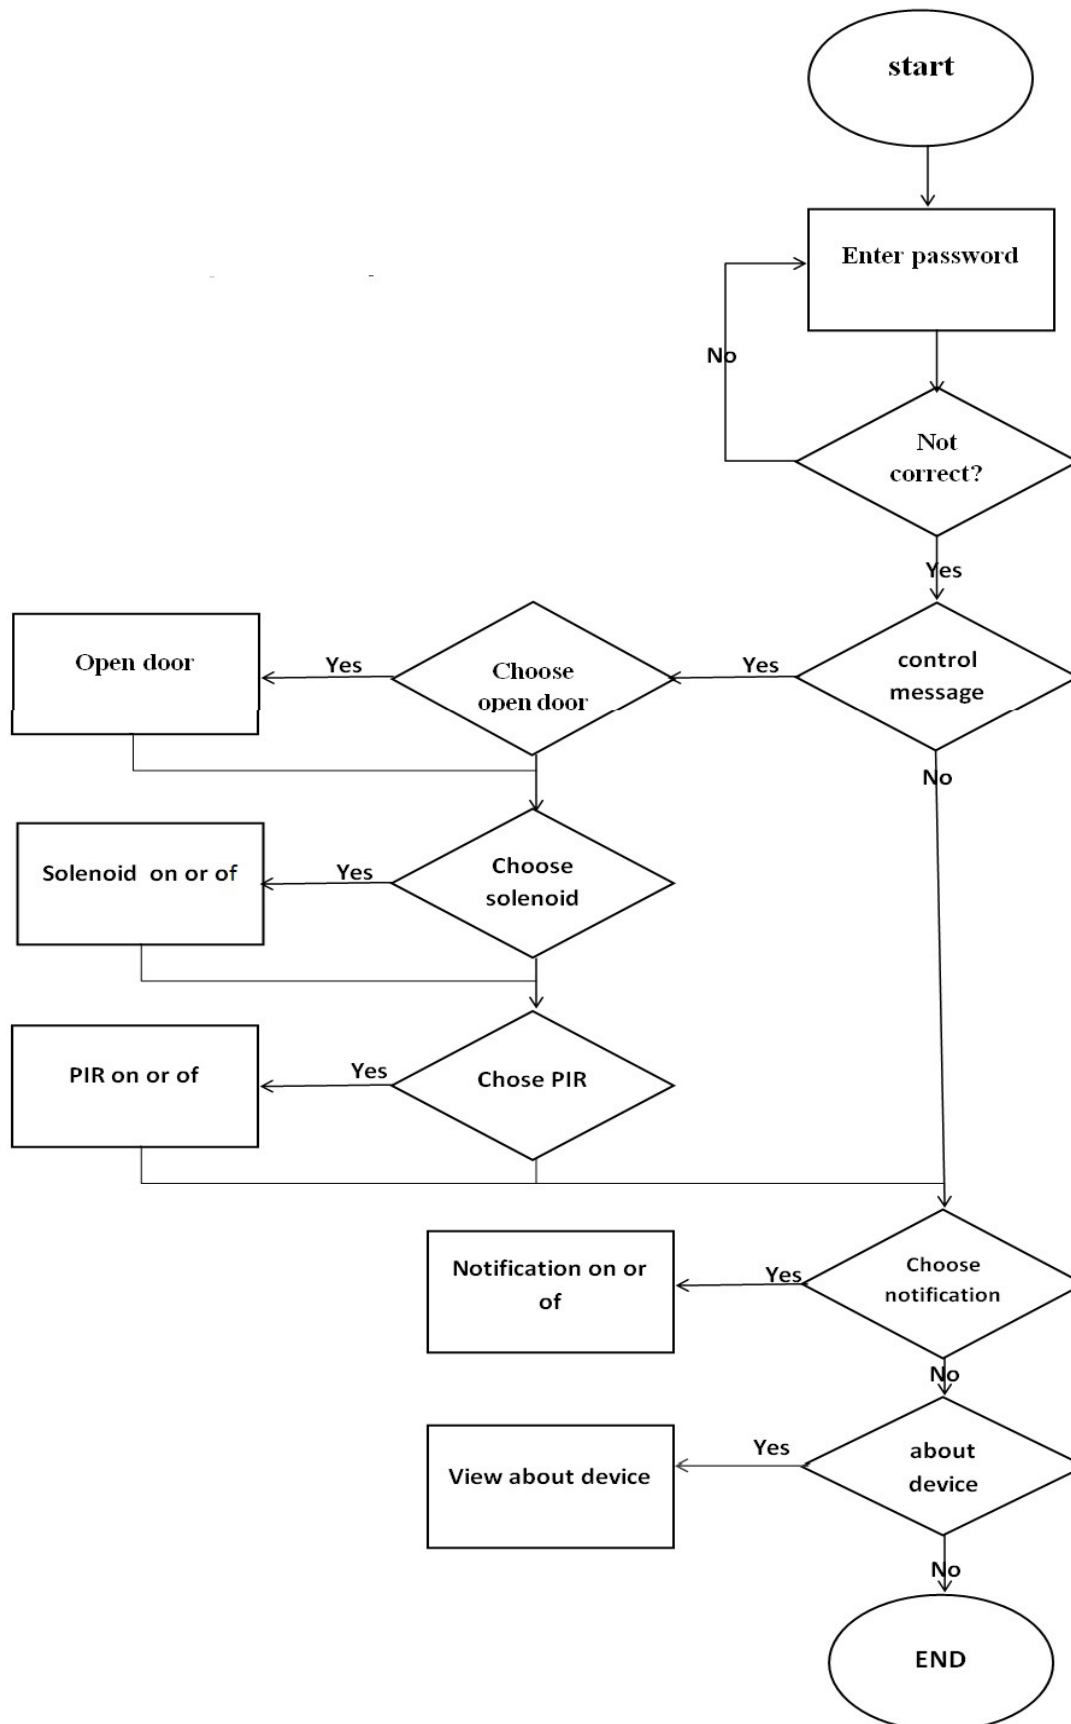 start
Enter password
No
Not
correct?
Yes
control
message
Yes
Choose
open door
Yes
Open door
No
Choose
solenoid
Yes
Solenoid  on or of
Chose PIR
Yes
PIR on or of
Choose
notification
Yes
Notification on or
of
No
about
device
Yes
View about device
No
END